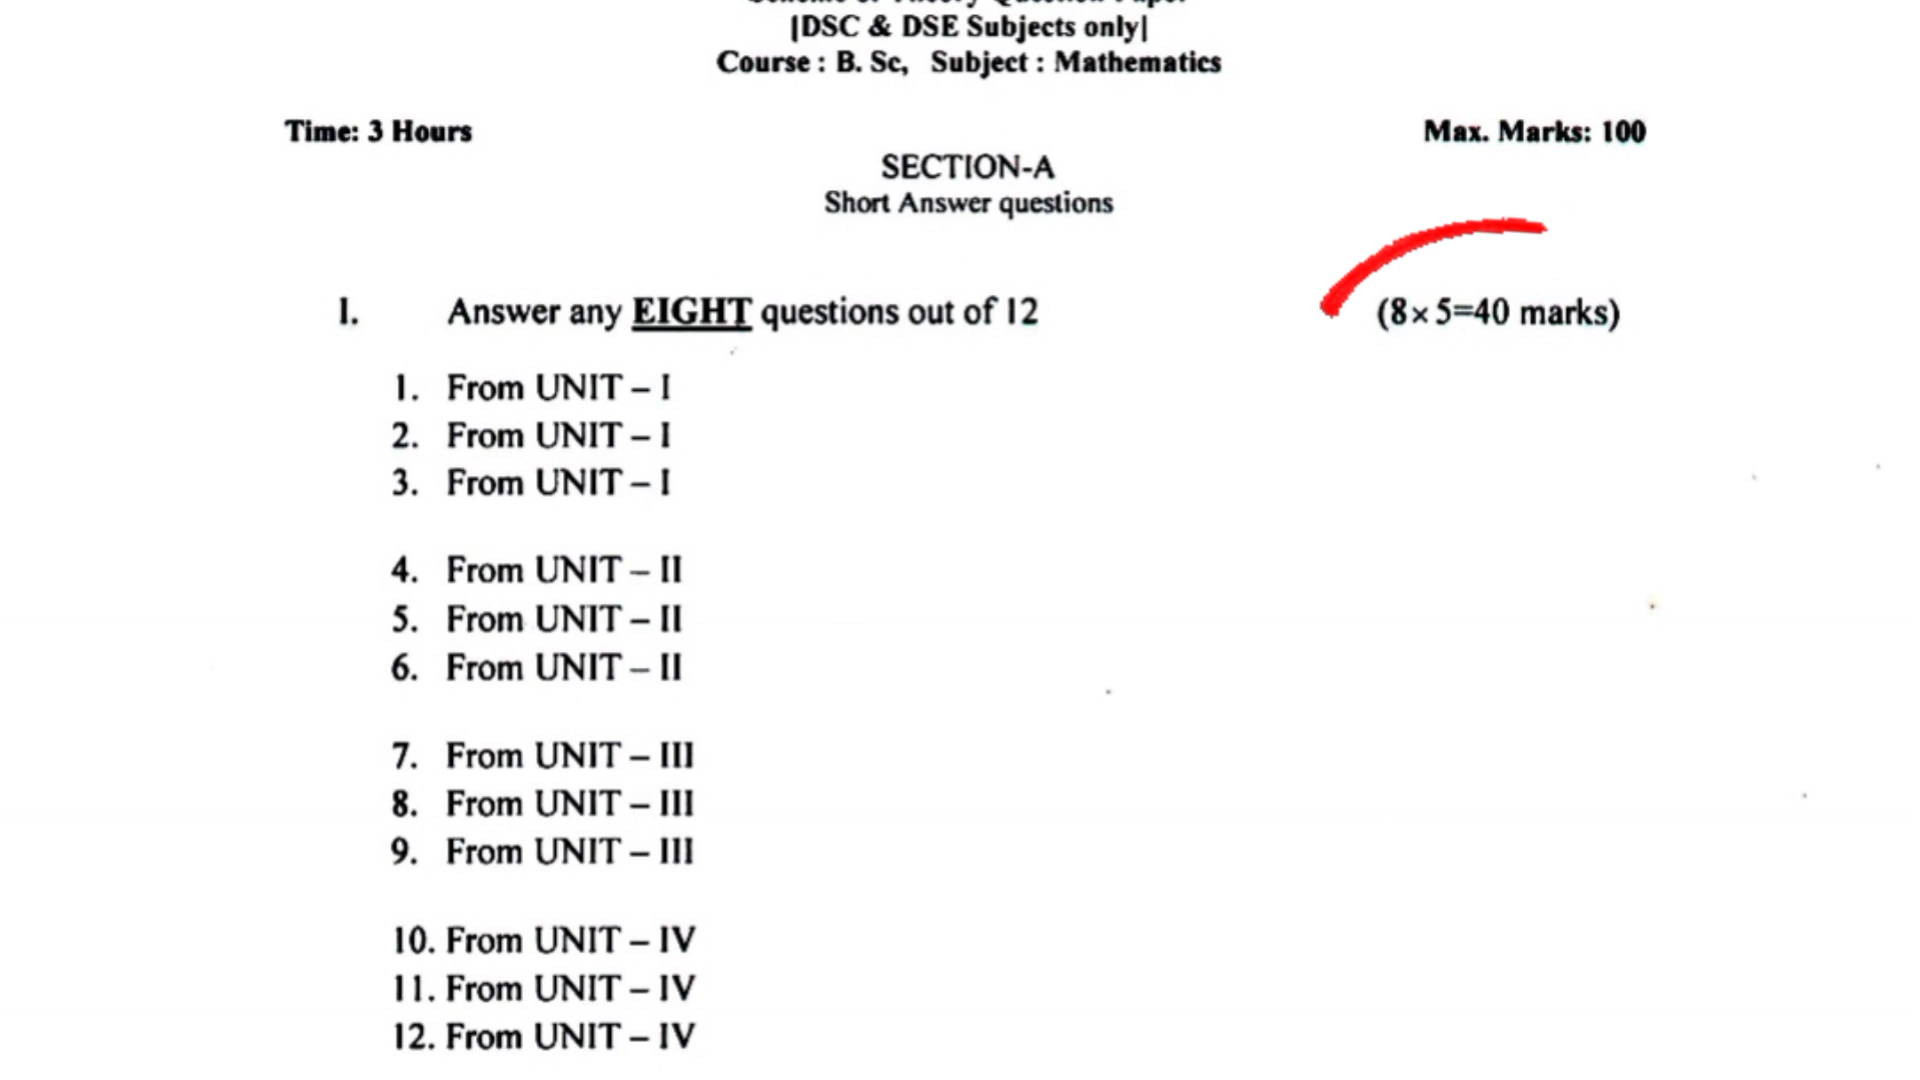 |DSC & DSE Subjects only|
Course : B. Sc, Subject : Mathematics
Time: 3 Hours Max. Marks: 100
SECTION-A
Short Answer questions
1. Answer any EIGHT questions out of 12 (8×5=40 marks)
1. From UNIT – I
2. From UNIT – I
3. From UNIT – I
4. From UNIT – II
5. From UNIT – II
6. From UNIT – II
7. From UNIT – III
8. From UNIT – III
9. From UNIT – III
10. From UNIT – IV
11. From UNIT – IV
12. From UNIT – IV